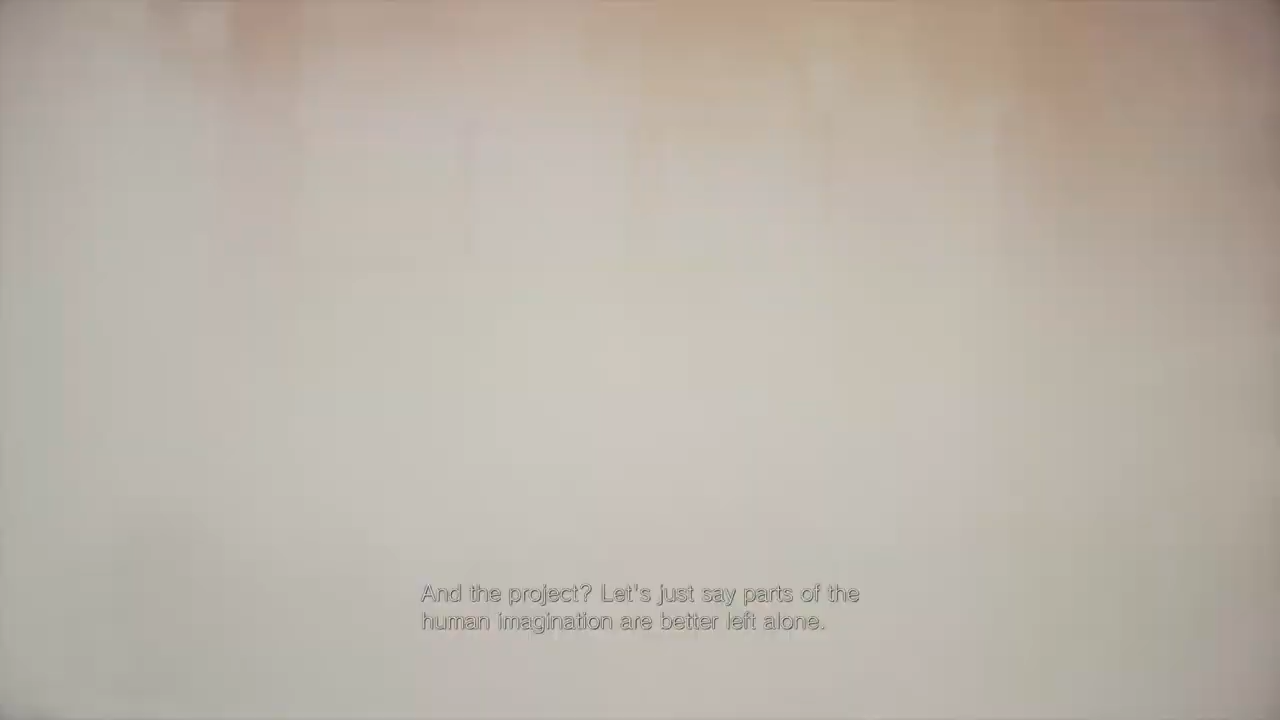 And the project? Let's just say parts of the
human imagination are better left alone.